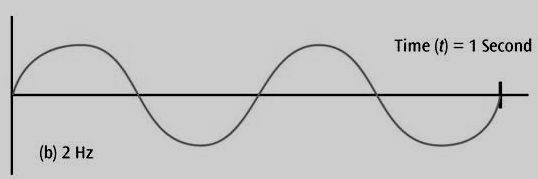 Time (t) = 1 Second
(b) 2 Hz